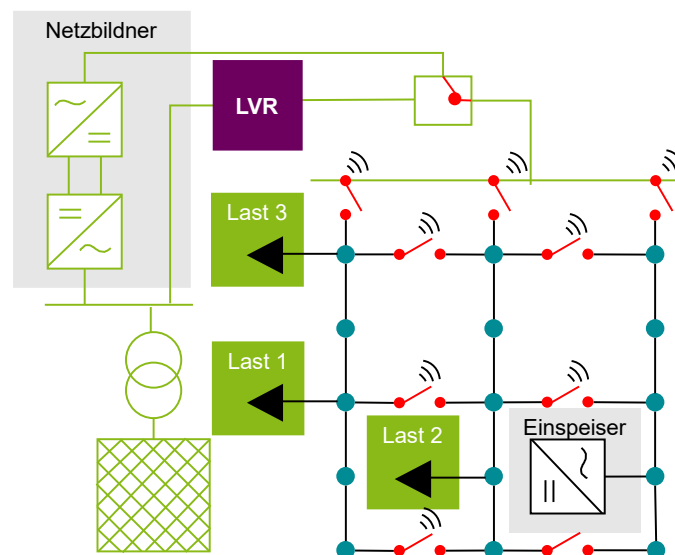 Netzbildner
LVR
Last 3
Last 1
Last 2
Einspeiser